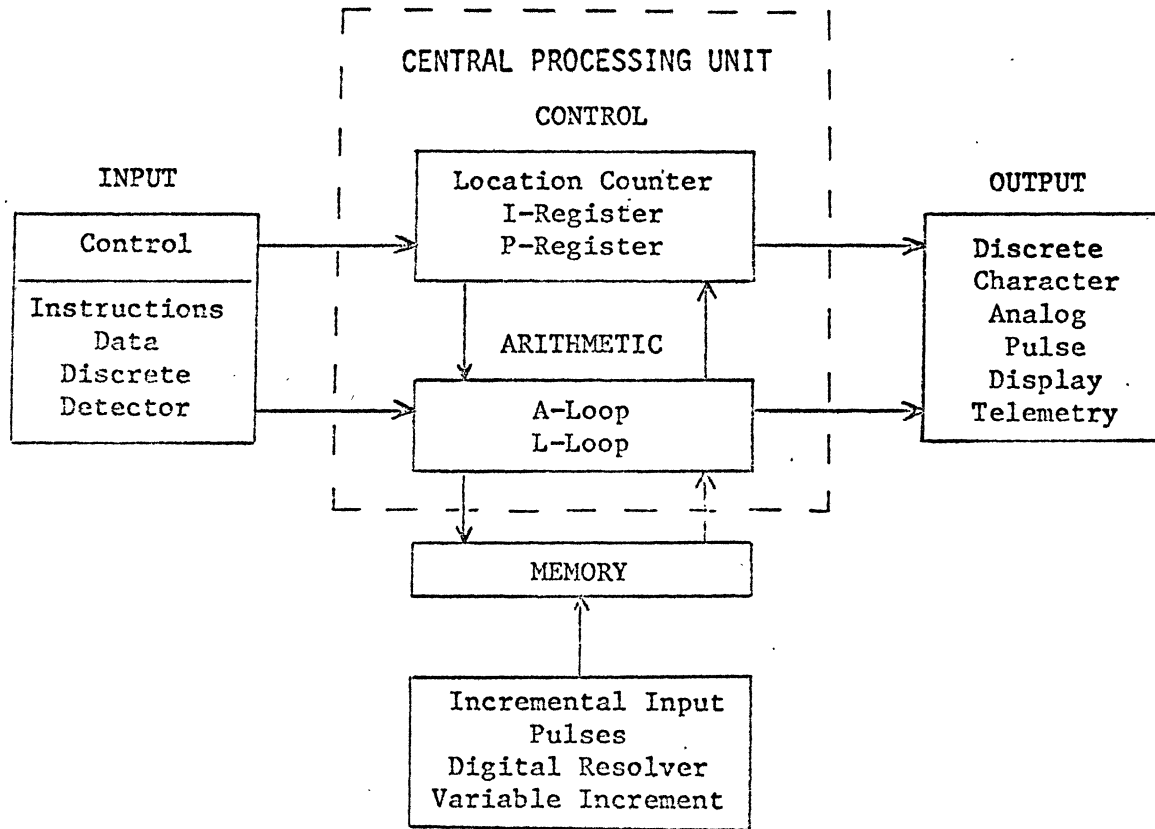 CENTRAL PROCESSING UNIT
CONTROL
INPUT
Control
Instructions
Data
Discrete
Detector
Location Counter
I-Register
P-Register
ARITHMETIC
A-Loop
L-Loop
OUTPUT
Discrete
Character
Analog
Pulse
Display
Telemetry
MEMORY
Incremental Input
Pulses
Digital Resolver
Variable Increment